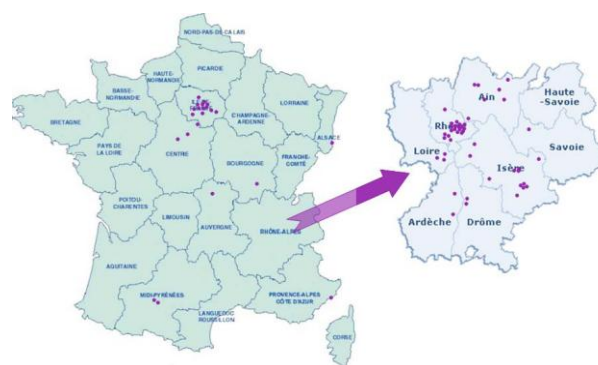 NORD-PAS-DE CALAIS
HAUTE-
NORMANDIE
PICARDIE
BASSE-
NORMANDIE
LORRAINE
CHAMPAGNE-
ARDENNE
BRETAGNE
ALSACE
PAYS DE
LA LOIRE
CENTRE
BOURGOGNE
FRANCHE-
COMTÉ
POITOU-
CHARENTES
LIMOUSIN
AUVERGNE
RHÔNE-ALPES
AQUITAINE
MIDI-PYRÉNÉES
LANGUEDOC
ROUSSILLON
PROVENCE-ALPES
CÔTE D'AZUR
CORSE
Ain
Haute
-Savoie
Loire
Savoie
Isère
Ardèche
Drôme